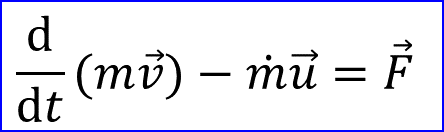 d/dt (mv⃗) − ṁu⃗ = F⃗